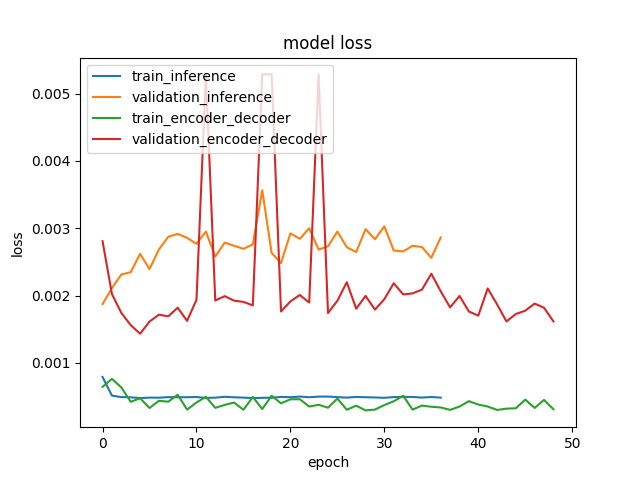 model loss
train_inference
validation_inference
train_encoder_decoder
validation_encoder_decoder
0.005
0.004
0.003
0.002
0.001
loss
0 10 20 30 40 50
epoch